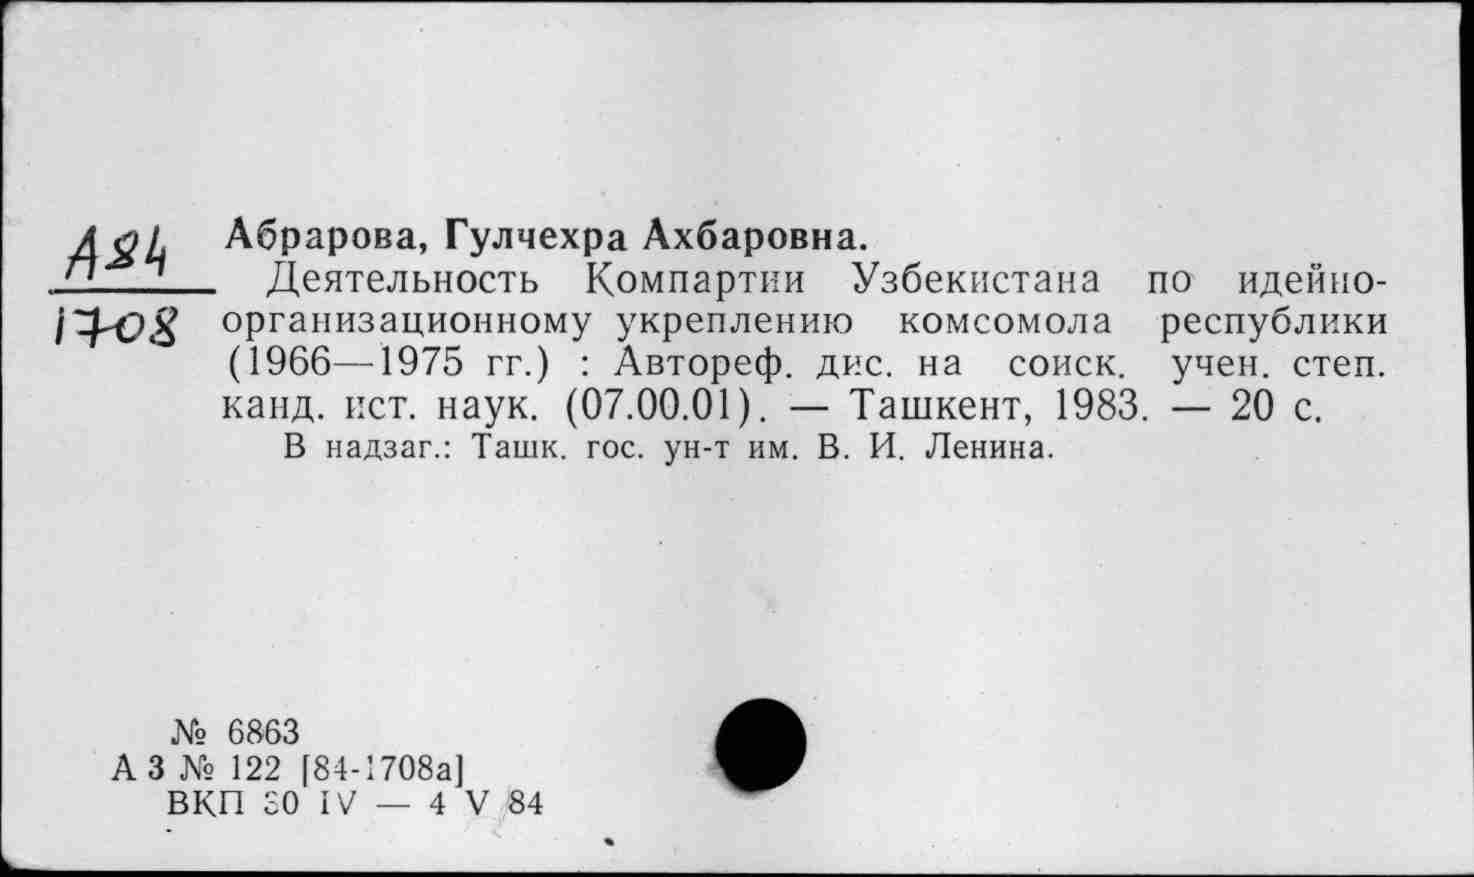 А84
1708
Абрарова, Гулчехра Ахбаровна.
Деятельность Компартии Узбекистана по идейно-
организационному укреплению комсомола республики
(1966—1975 гг.) : Автореф. дис. на соиск. учен. степ.
канд. ист. наук. (07.00.01). — Ташкент, 1983. — 20 с.
В надзаг.: Ташк. гос. ун-т им. В. И. Ленина.
№ 6863
А З № 122 [84-1708а]
ВКП 30 IV — 4 V 84